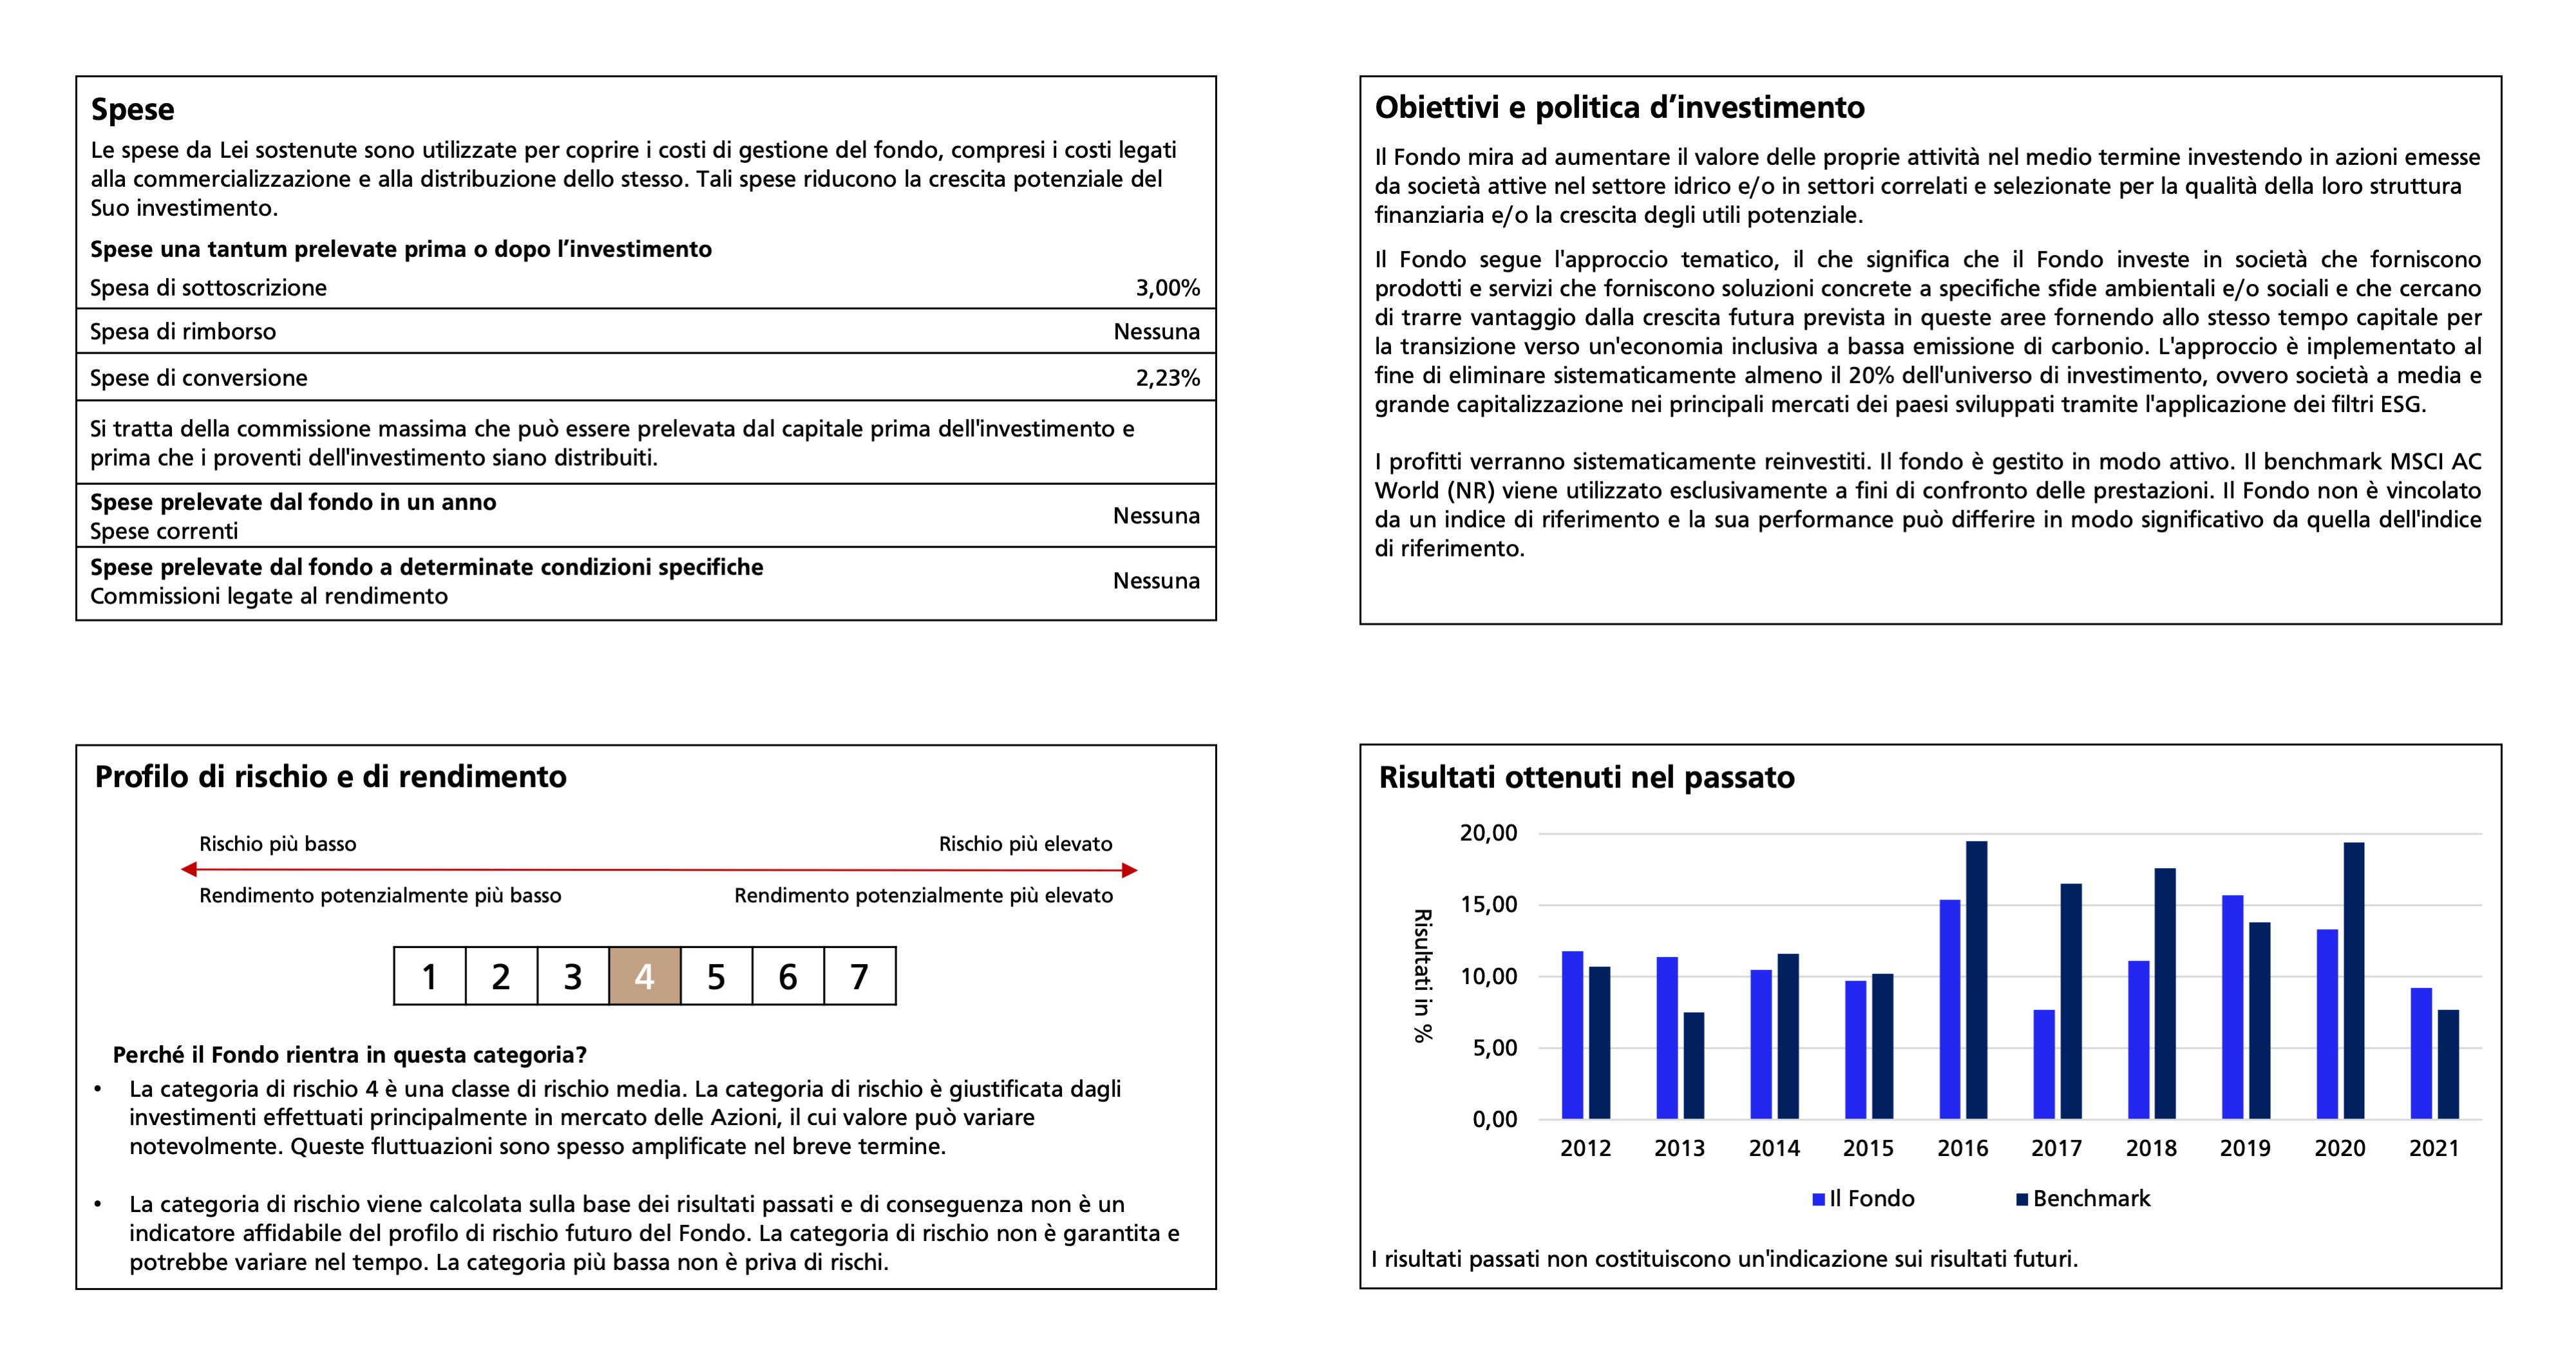 Spese
Le spese da Lei sostenute sono utilizzate per coprire i costi di gestione del fondo, compresi i costi legati
alla commercializzazione e alla distribuzione dello stesso. Tali spese riducono la crescita potenziale del
Suo investimento.
Spese una tantum prelevate prima o dopo l’investimento
Spesa di sottoscrizione 3,00%
Spesa di rimborso Nessuna
Spese di conversione 2,23%
Si tratta della commissione massima che può essere prelevata dal capitale prima dell'investimento e
prima che i proventi dell'investimento siano distribuiti.
Spese prelevate dal fondo in un anno
Spese correnti Nessuna
Spese prelevate dal fondo a determinate condizioni specifiche
Commissioni legate al rendimento Nessuna
Obiettivi e politica d’investimento
Il Fondo mira ad aumentare il valore delle proprie attività nel medio termine investendo in azioni emesse
da società attive nel settore idrico e/o in settori correlati e selezionate per la qualità della loro struttura
finanziaria e/o la crescita degli utili potenziale.
Il Fondo segue l'approccio tematico, il che significa che il Fondo investe in società che forniscono
prodotti e servizi che forniscono soluzioni concrete a specifiche sfide ambientali e/o sociali e che cercano
di trarre vantaggio dalla crescita futura prevista in queste aree fornendo allo stesso tempo capitale per
la transizione verso un'economia inclusiva a bassa emissione di carbonio. L'approccio è implementato al
fine di eliminare sistematicamente almeno il 20% dell'universo di investimento, ovvero società a media e
grande capitalizzazione nei principali mercati dei paesi sviluppati tramite l'applicazione dei filtri ESG.
I profitti verranno sistematicamente reinvestiti. Il fondo è gestito in modo attivo. Il benchmark MSCI AC
World (NR) viene utilizzato esclusivamente a fini di confronto delle prestazioni. Il Fondo non è vincolato
da un indice di riferimento e la sua performance può differire in modo significativo da quella dell'indice
di riferimento.
Profilo di rischio e di rendimento
Rischio più basso Rischio più elevato
Rendimento potenzialmente più basso Rendimento potenzialmente più elevato
1 2 3 4 5 6 7
Perché il Fondo rientra in questa categoria?
• La categoria di rischio 4 è una classe di rischio media. La categoria di rischio è giustificata dagli
investimenti effettuati principalmente in mercato delle Azioni, il cui valore può variare
notevolmente. Queste fluttuazioni sono spesso amplificate nel breve termine.
• La categoria di rischio viene calcolata sulla base dei risultati passati e di conseguenza non è un
indicatore affidabile del profilo di rischio futuro del Fondo. La categoria di rischio non è garantita e
potrebbe variare nel tempo. La categoria più bassa non è priva di rischi.
Risultati ottenuti nel passato
Risultati in %
20,00
15,00
10,00
5,00
0,00
2012 2013 2014 2015 2016 2017 2018 2019 2020 2021
Il Fondo Benchmark
I risultati passati non costituiscono un'indicazione sui risultati futuri.